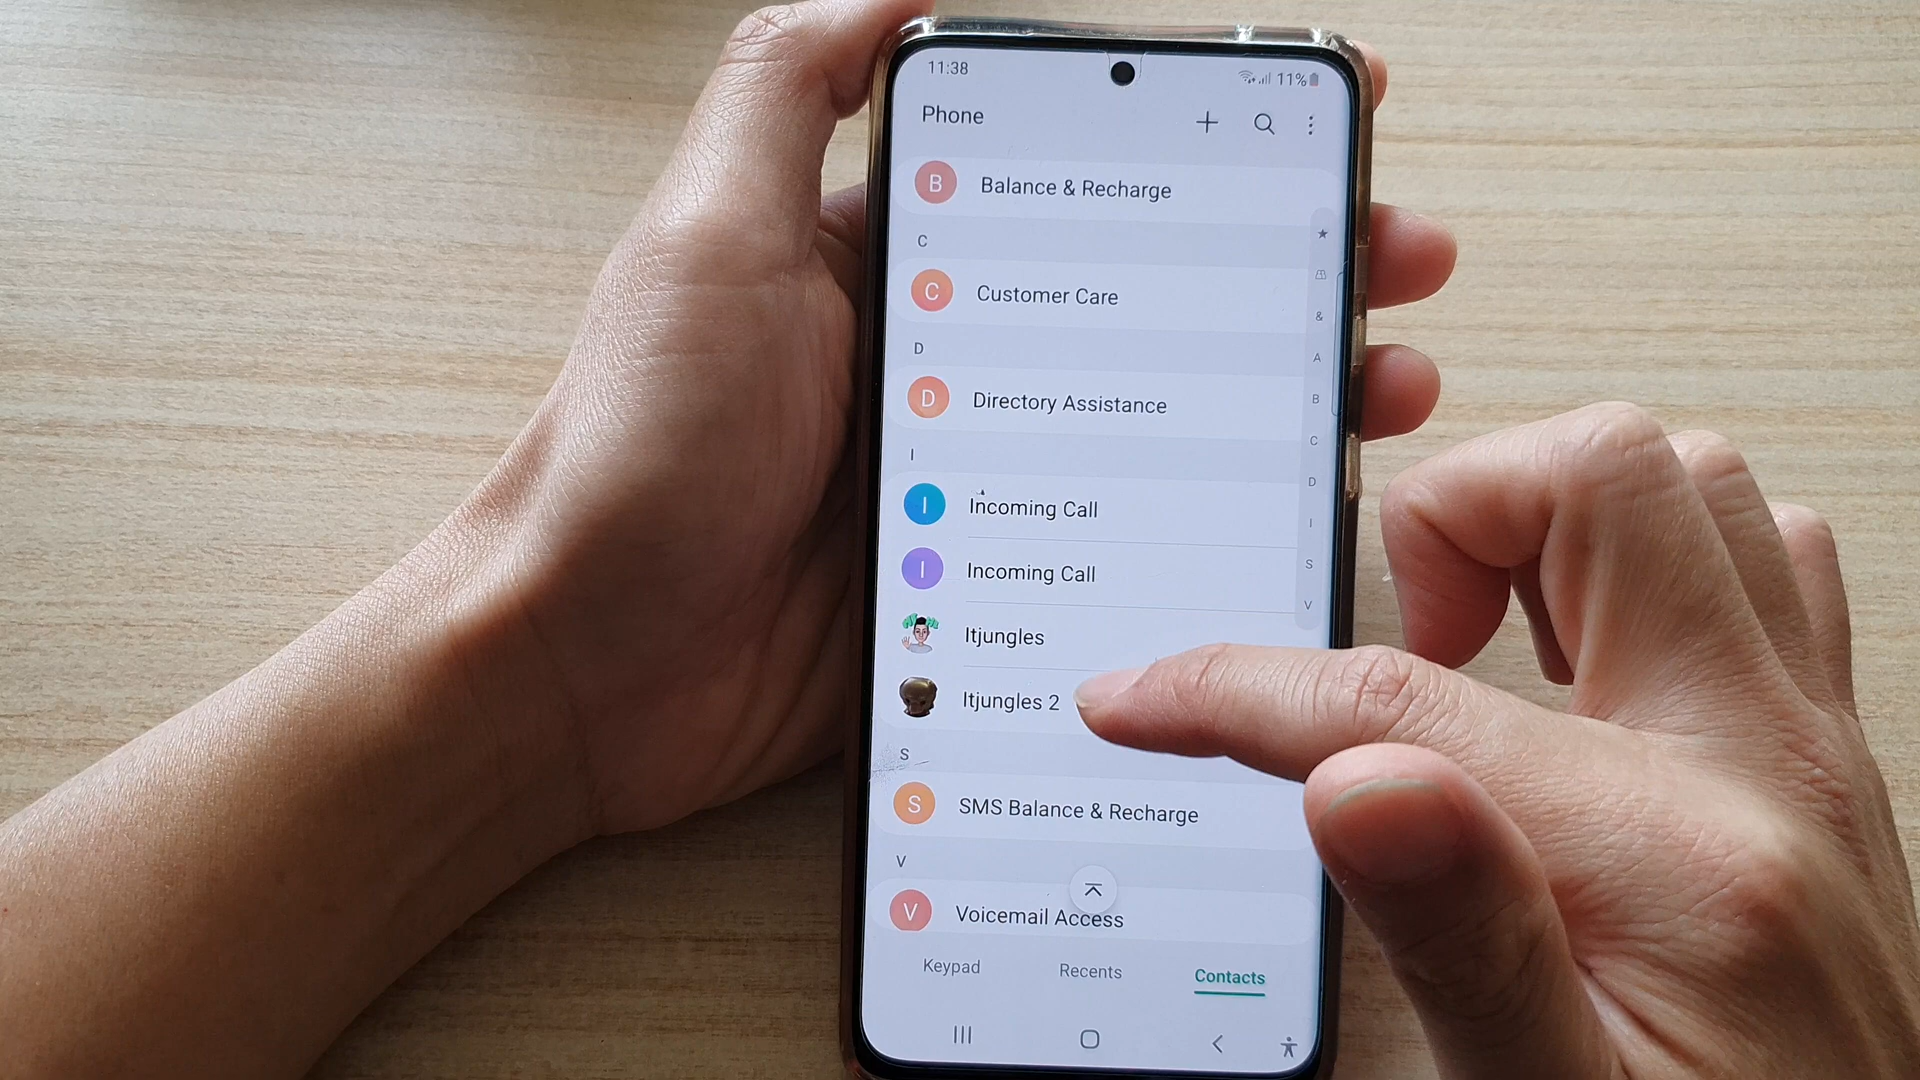 11:38
11%
Phone
B Balance & Recharge
C
C Customer Care
D
D Directory Assistance
I
I Incoming Call
I Incoming Call
Itjungles
Itjungles 2
S
S SMS Balance & Recharge
V
V Voicemail Access
&
A
B
C
D
I
S
V
Keypad Recents Contacts